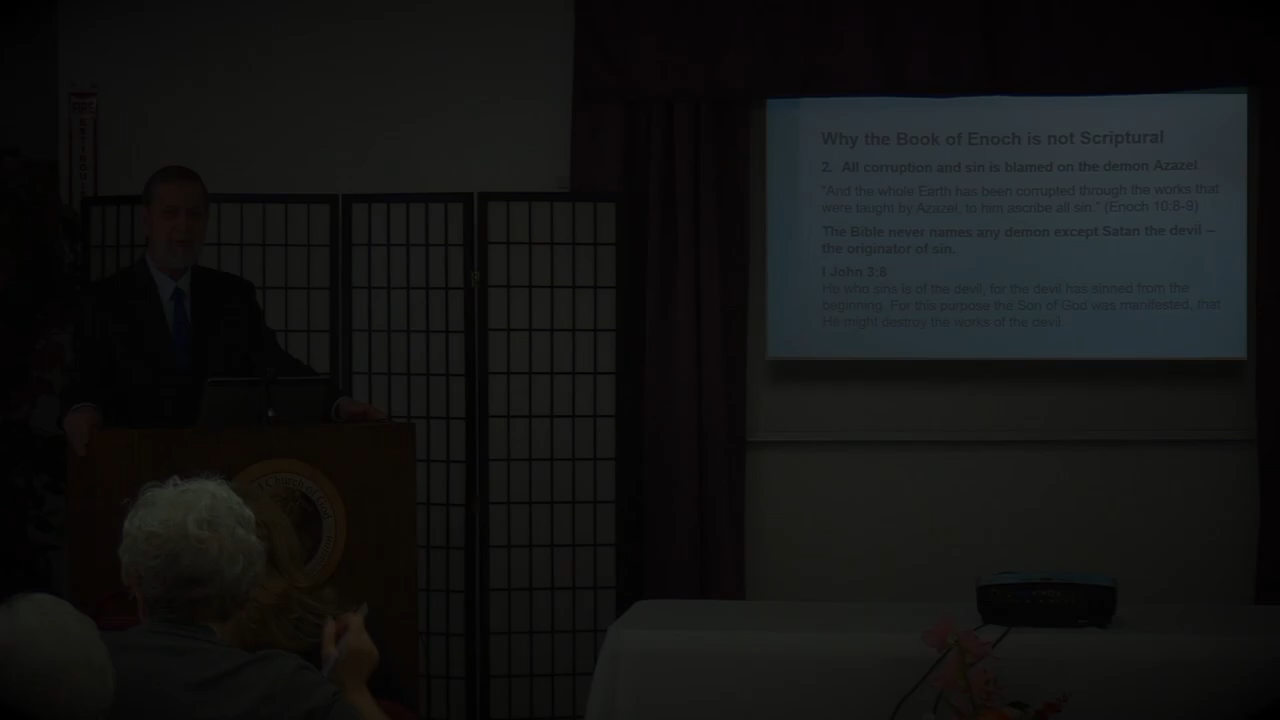 Why the Book of Enoch is not Scriptural
2. All corruption and sin is blamed on the demon Azazel
"And the whole Earth has been corrupted through the works that
were taught by Azazel, to him ascribe all sin." (Enoch 10:8-9)
The Bible never names any demon except Satan the devil –
the originator of sin.
I John 3:8
He who sins is of the devil, for the devil has sinned from the
beginning. For this purpose the Son of God was manifested, that
He might destroy the works of the devil
Church of God